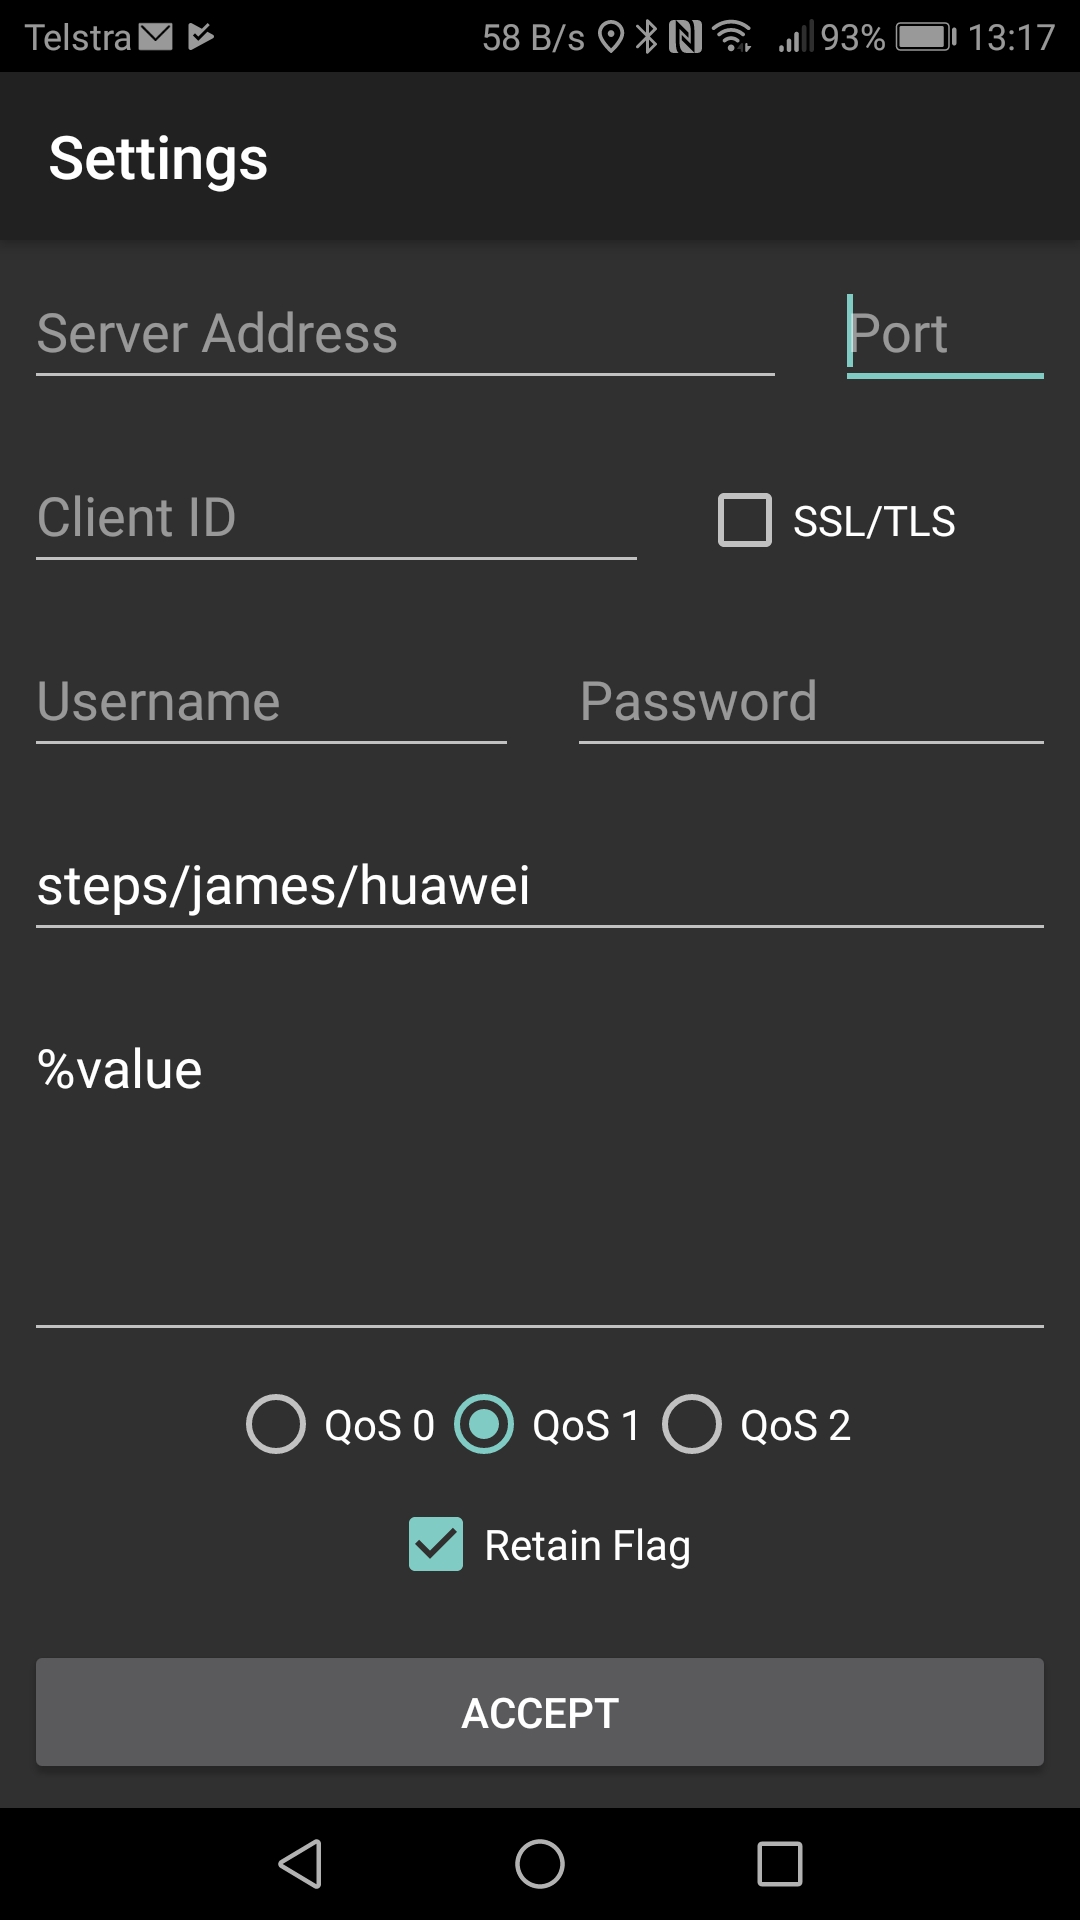 Telstra 58 B/s 93% 13:17
Settings
Server Address Port
Client ID SSL/TLS
Username Password
steps/james/huawei
%value
QoS 0 QoS 1 QoS 2
Retain Flag
ACCEPT